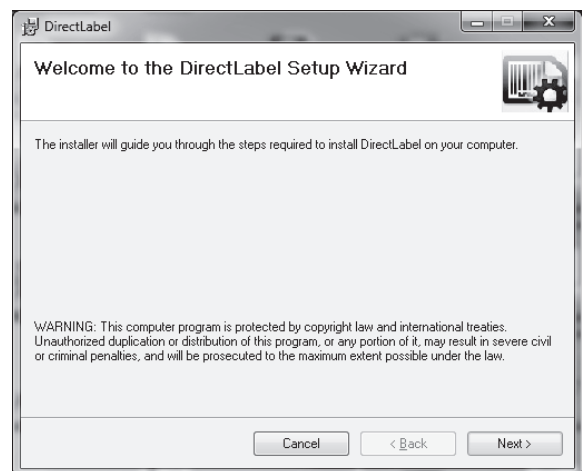 DirectLabel
Welcome to the DirectLabel Setup Wizard
The installer will guide you through the steps required to install DirectLabel on your computer.
WARNING: This computer program is protected by copyright law and international treaties.
Unauthorized duplication or distribution of this program, or any portion of it, may result in severe civil
or criminal penalties, and will be prosecuted to the maximum extent possible under the law.
Cancel
< Back
Next >